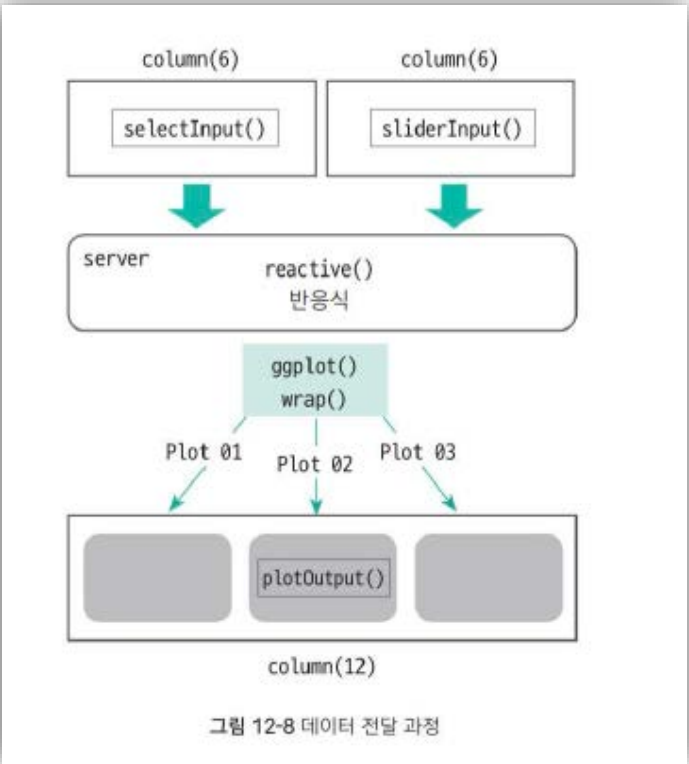 column(6) column(6)
selectInput() sliderInput()
server
reactive()
반응식
ggplot()
wrap()
Plot 01 Plot 02 Plot 03
plotOutput()
column(12)
그림 12-8 데이터 전달 과정